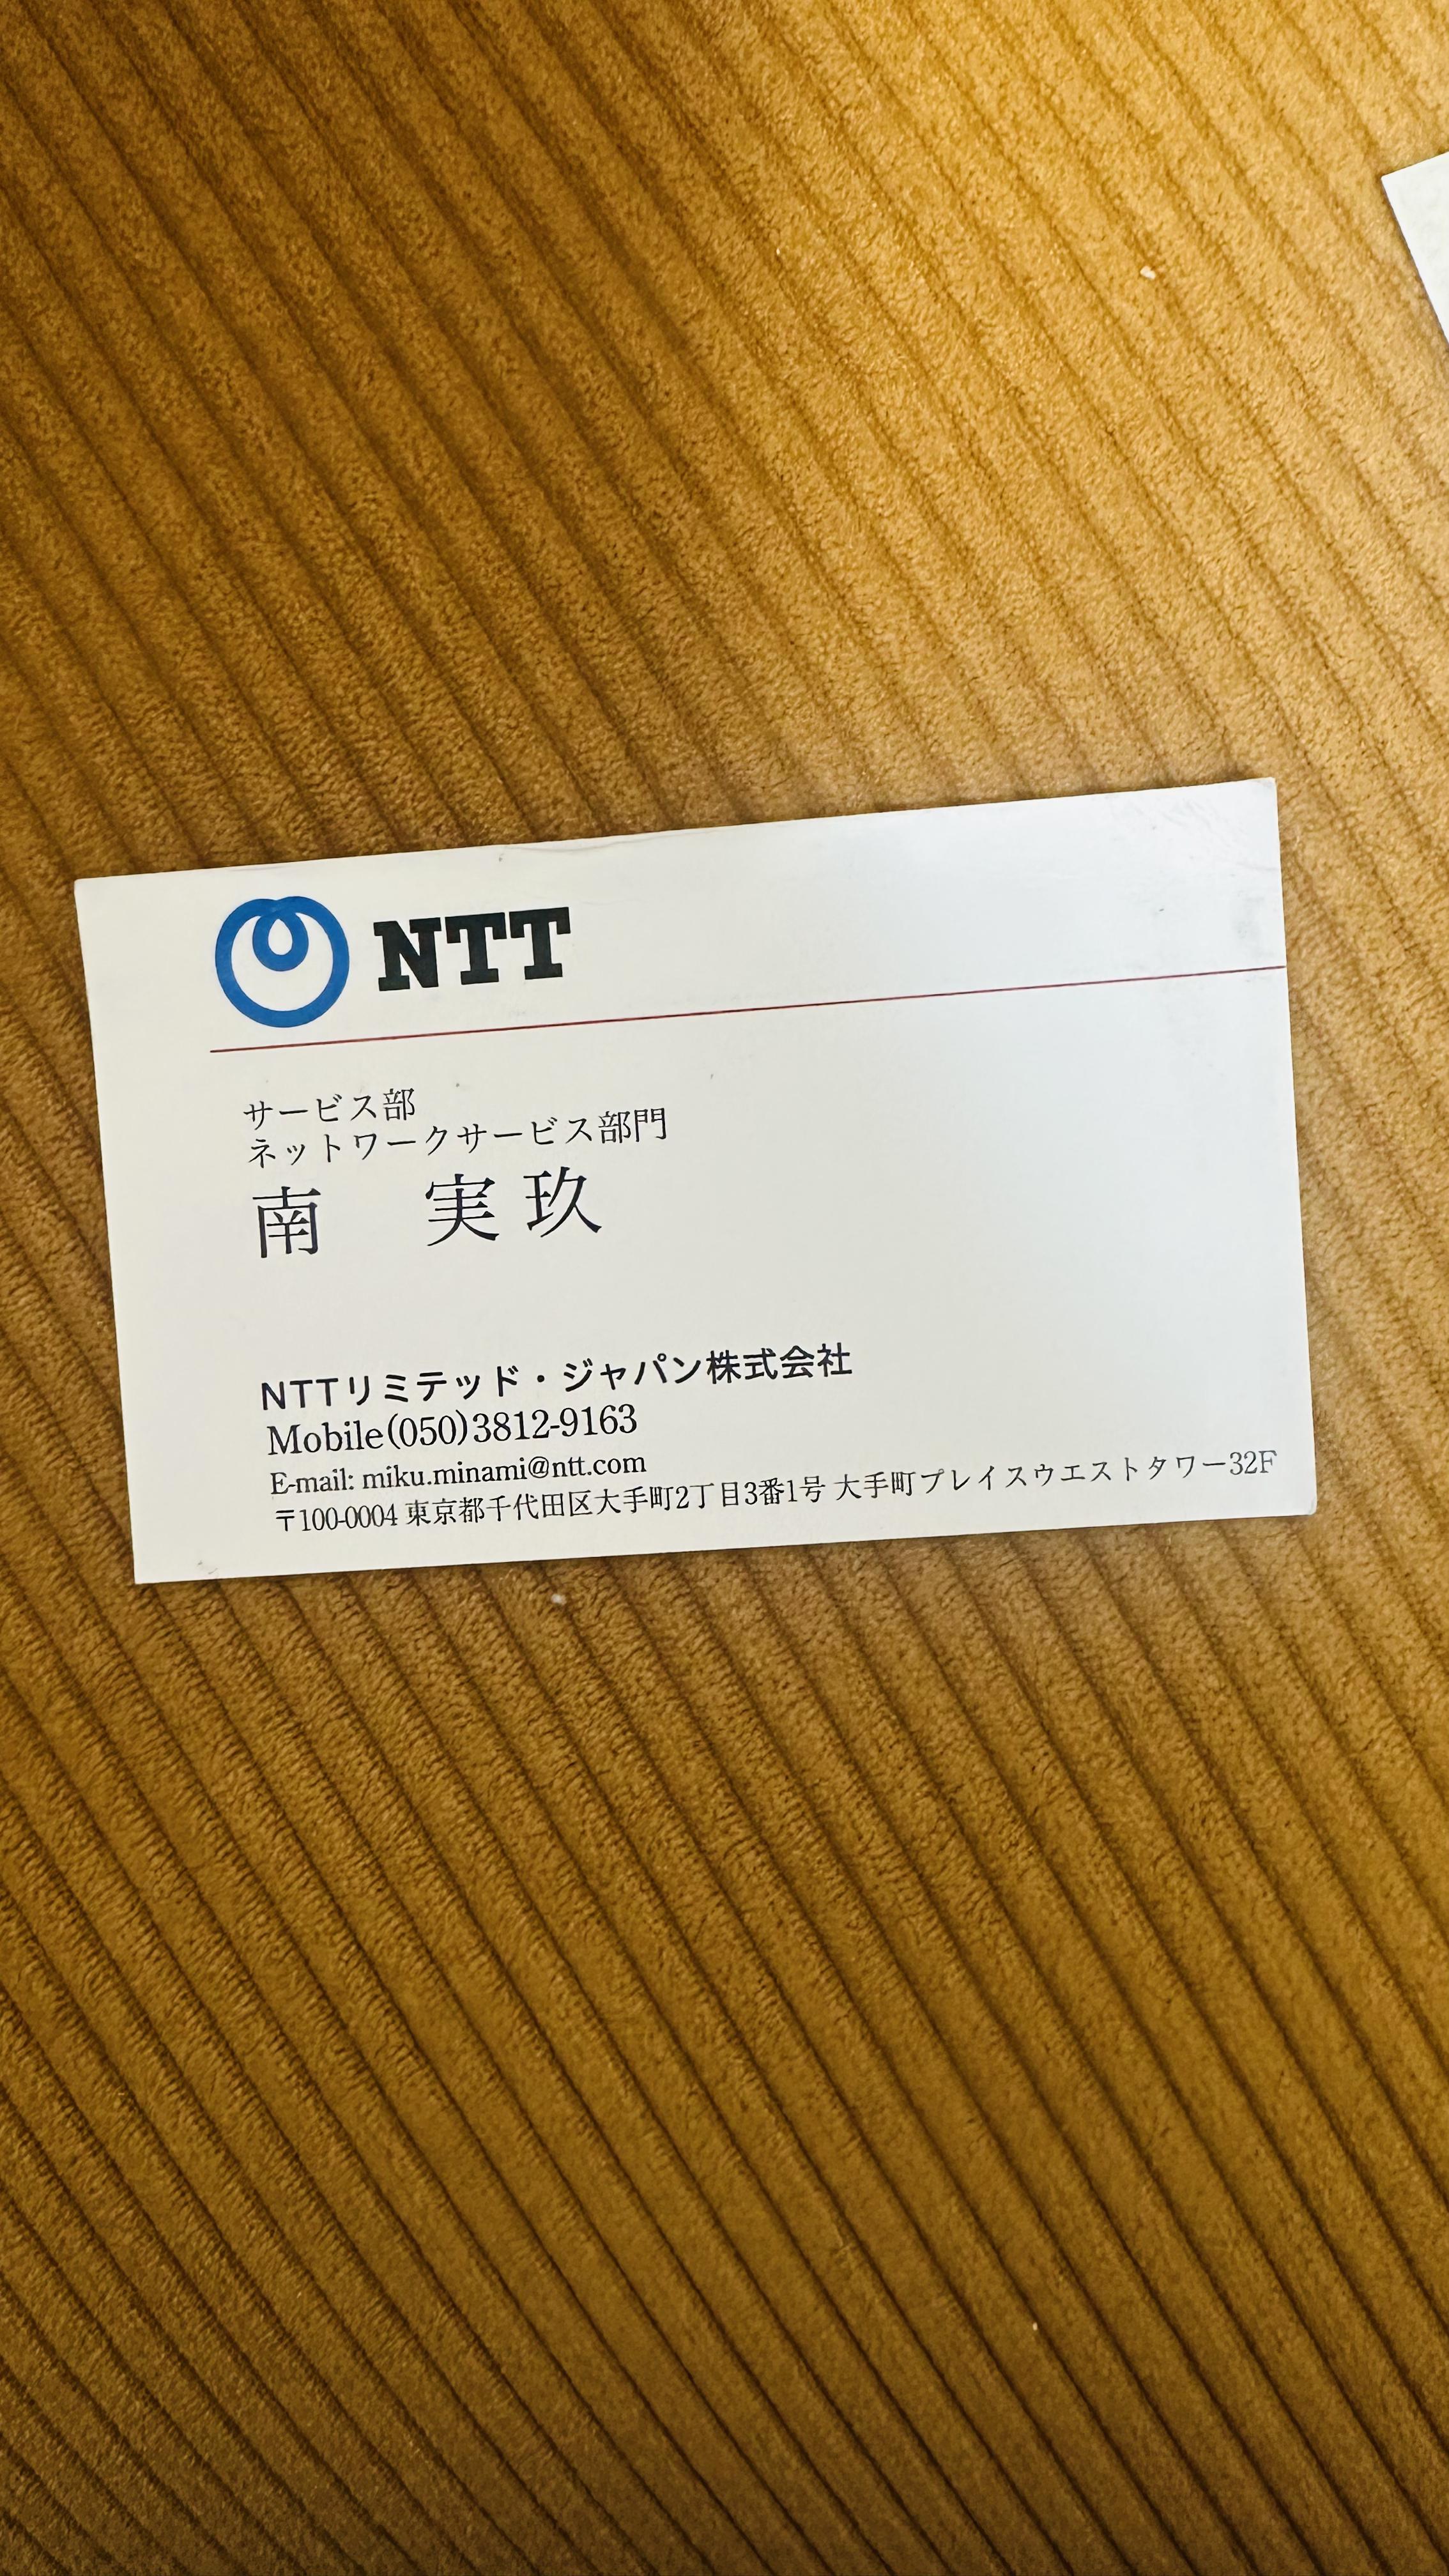 NTT
サービス部
ネットワークサービス部門
南 実玖
NTTリミテッド・ジャパン株式会社
Mobile(050)3812-9163
E-mail: miku.minami@ntt.com
〒100-0004 東京都千代田区大手町2丁目3番1号 大手町プレイスウエストタワー32F